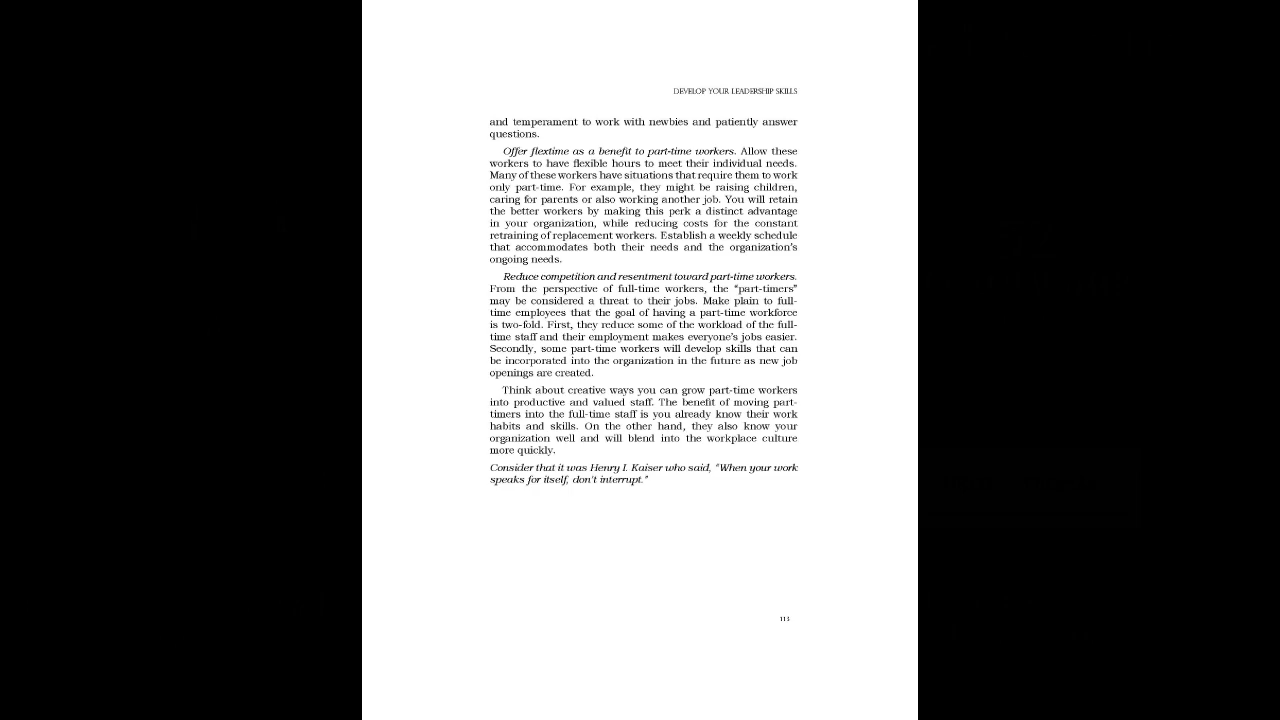 DEVELOP YOUR LEADERSHIP SKILLS
and temperament to work with newbies and patiently answer
questions.
Offer flextime as a benefit to part-time workers. Allow these
workers to have flexible hours to meet their individual needs.
Many of these workers have situations that require them to work
only part-time. For example, they might be raising children,
caring for parents or also working another job. You will retain
the better workers by making this perk a distinct advantage
in your organization, while reducing costs for the constant
retraining of replacement workers. Establish a weekly schedule
that accommodates both their needs and the organization's
ongoing needs.
Reduce competition and resentment toward part-time workers.
From the perspective of full-time workers, the “part-timers”
may be considered a threat to their jobs. Make plain to full-
time employees that the goal of having a part-time workforce
is two-fold. First, they reduce some of the workload of the full-
time staff and their employment makes everyone's jobs easier.
Secondly, some part-time workers will develop skills that can
be incorporated into the organization in the future as new job
openings are created.
Think about creative ways you can grow part-time workers
into productive and valued staff. The benefit of moving part-
timers into the full-time staff is you already know their work
habits and skills. On the other hand, they also know your
organization well and will blend into the workplace culture
more quickly.
Consider that it was Henry I. Kaiser who said, “When your work
speaks for itself, don't interrupt.”
113